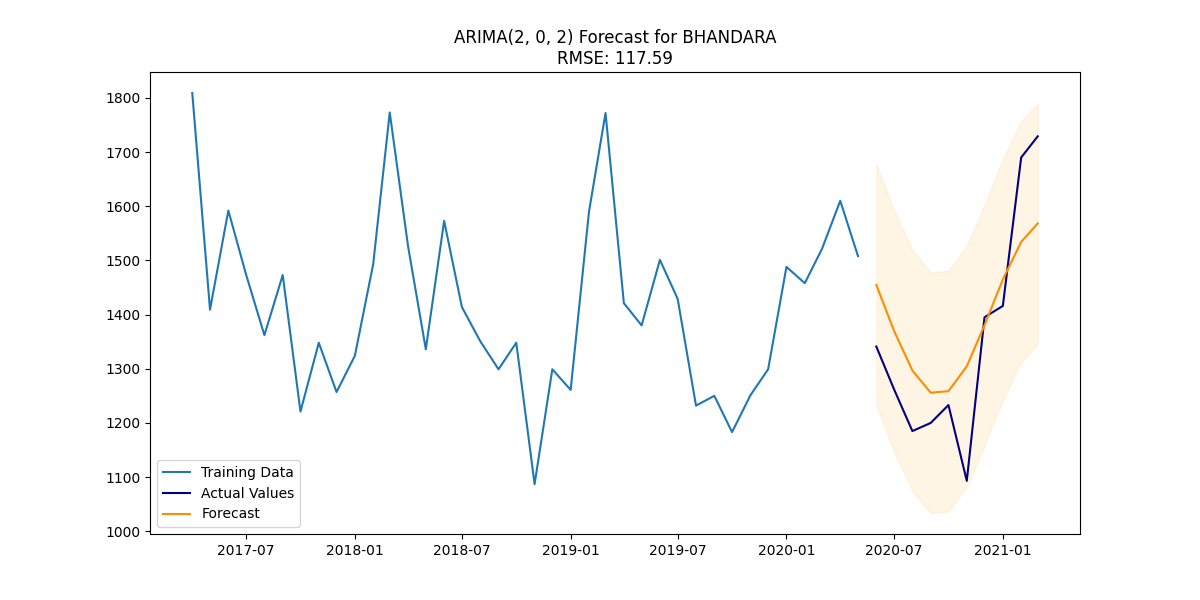 ARIMA(2, 0, 2) Forecast for BHANDARA
RMSE: 117.59
1800
1700
1600
1500
1400
1300
1200
1100
1000
Training Data
Actual Values
Forecast
2017-07 2018-01 2018-07 2019-01 2019-07 2020-01 2020-07 2021-01